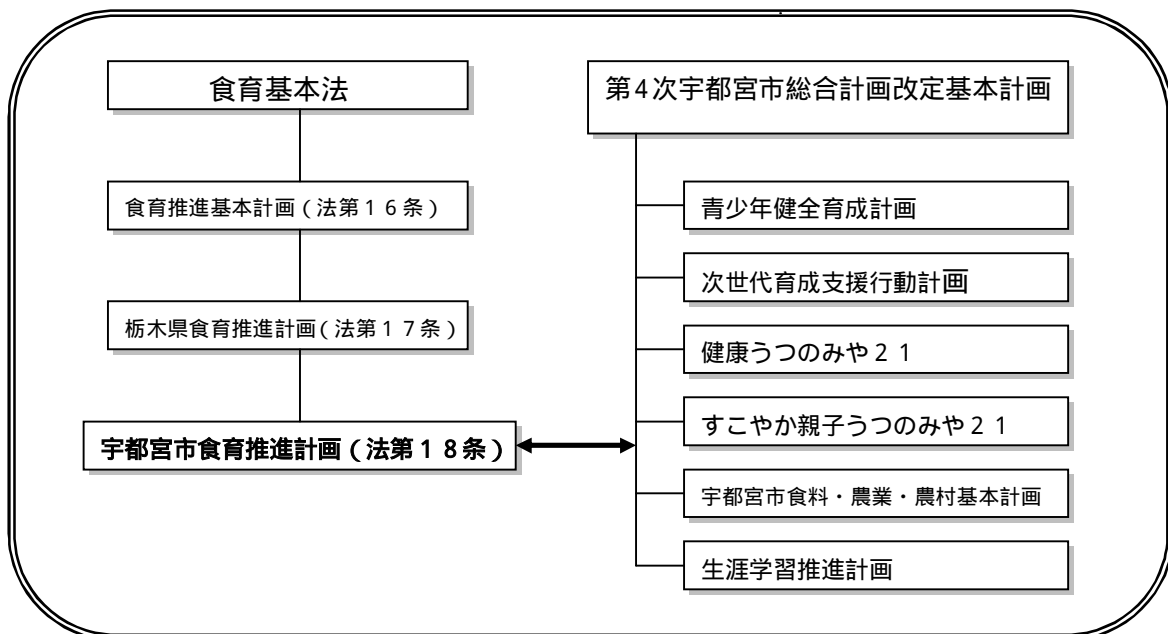 食育基本法
食育推進基本計画(法第16条)
栃木県食育推進計画(法第17条)
宇都宮市食育推進計画(法第18条)
第4次宇都宮市総合計画改定基本計画
青少年健全育成計画
次世代育成支援行動計画
健康うつのみや21
すこやか親子うつのみや21
宇都宮市食料・農業・農村基本計画
生涯学習推進計画